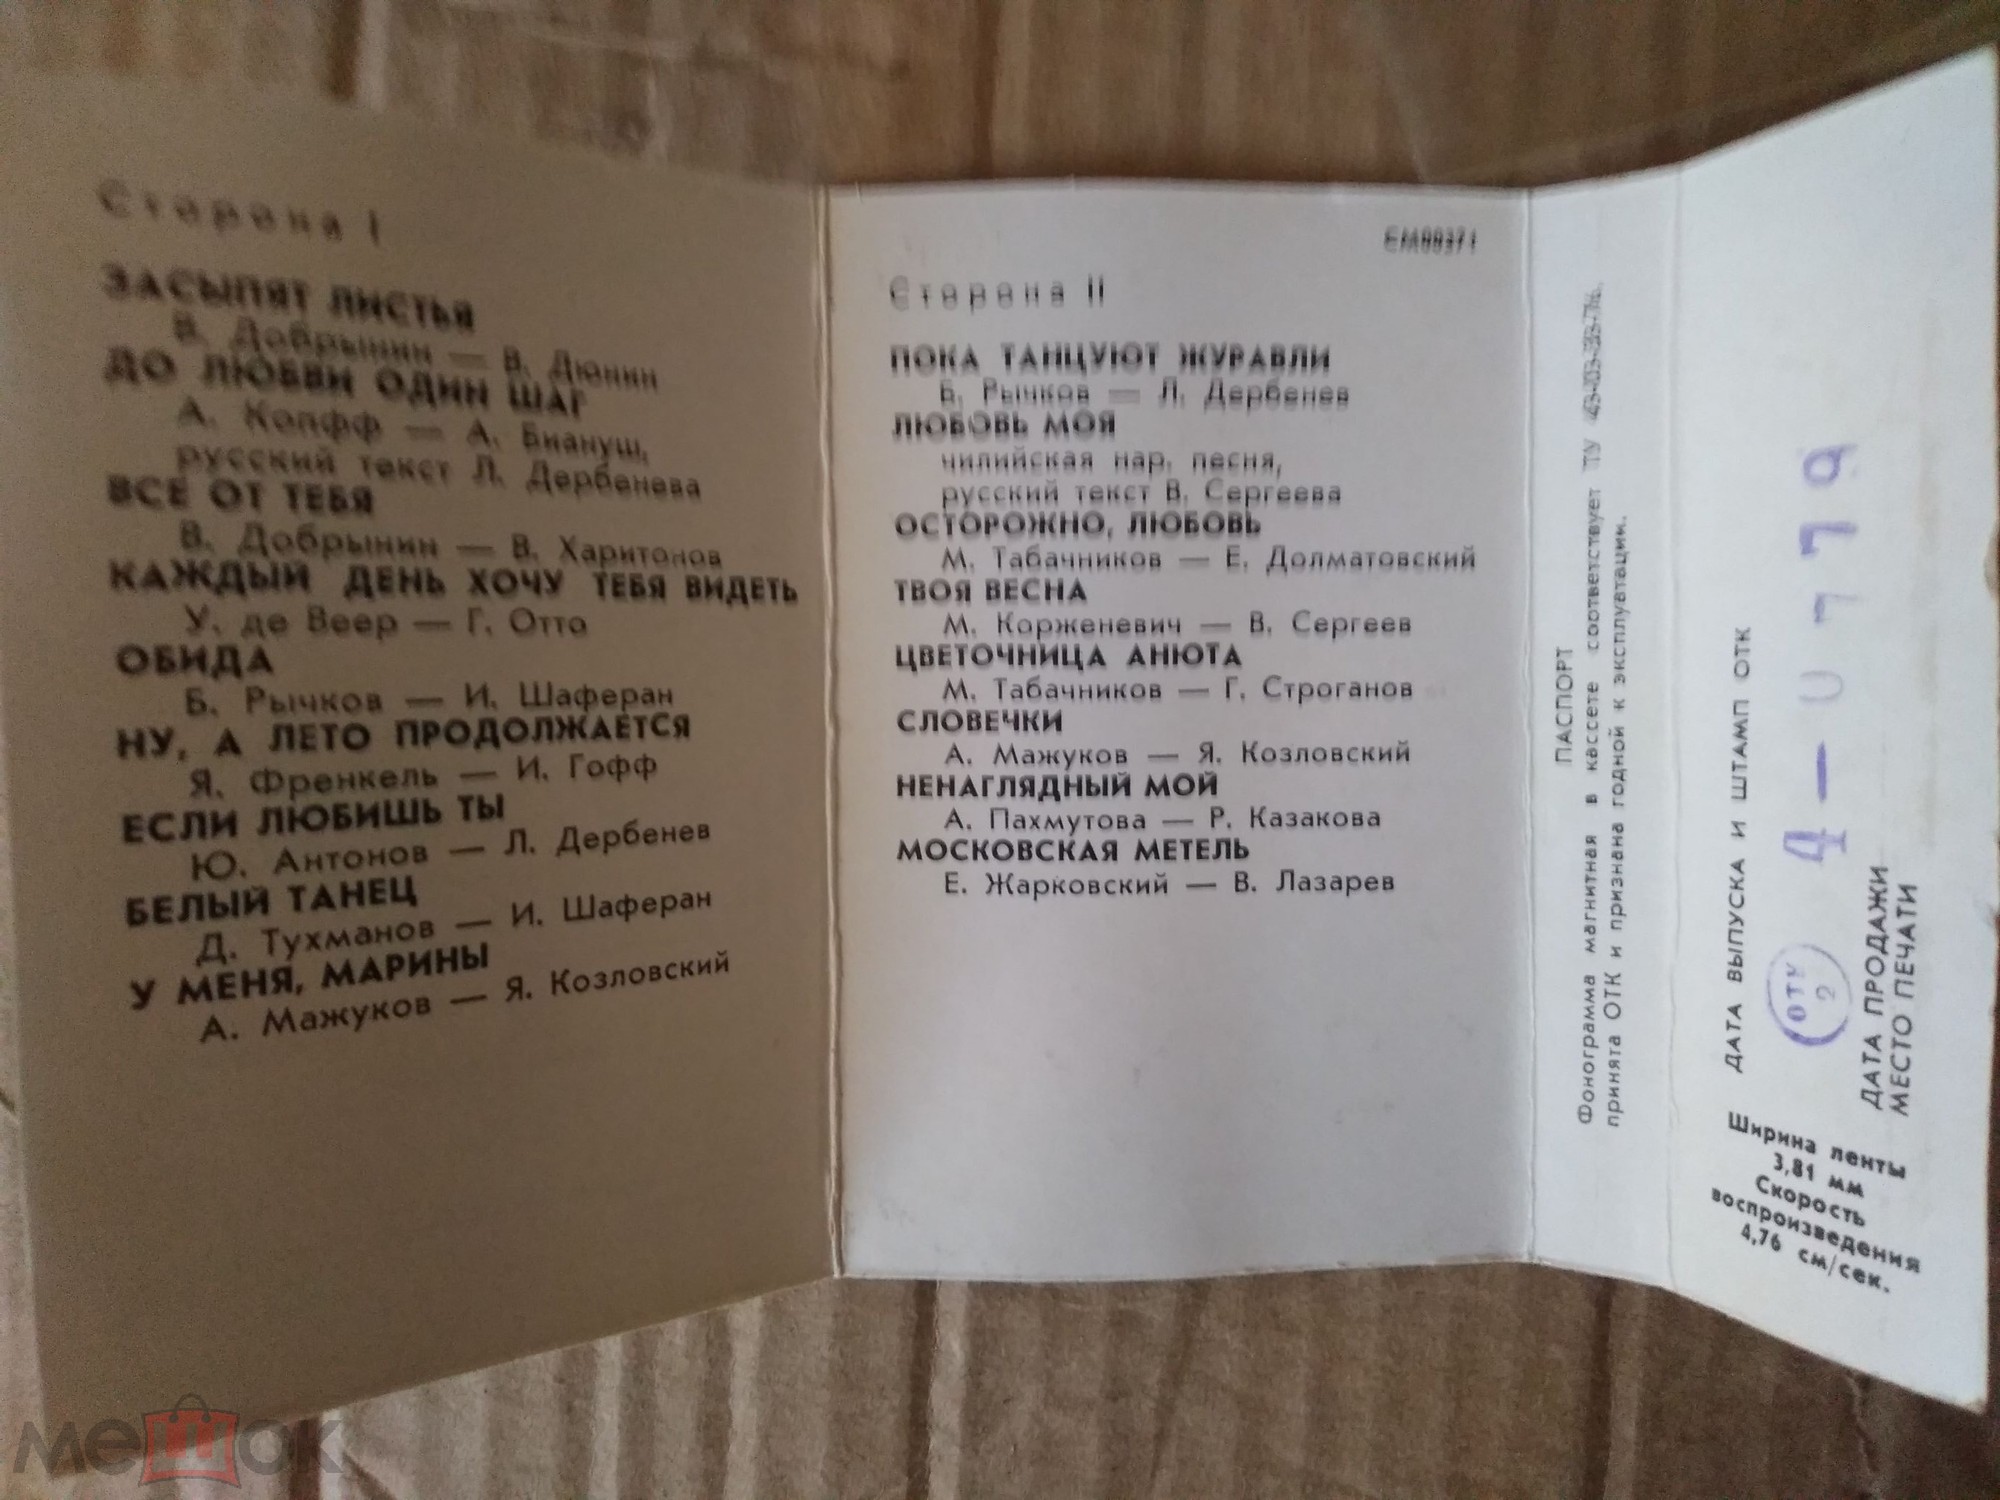 Сторона I
ЗАСЫПЯТ ЛИСТЬЯ
В. Добрынин — В. Дюнин
ДО ЛЮБВИ ОДИН ШАГ
А. Колфф — А. Биануш,
русский текст Л. Дербенева
ВСЕ ОТ ТЕБЯ
В. Добрынин — В. Харитонов
КАЖДЫЙ ДЕНЬ ХОЧУ ТЕБЯ ВИДЕТЬ
У. де Веер — Г. Отто
ОБИДА
Б. Рычков — И. Шаферан
НУ, А ЛЕТО ПРОДОЛЖАЕТСЯ
Я. Френкель — И. Гофф
ЕСЛИ ЛЮБИШЬ ТЫ
Ю. Антонов — Л. Дербенев
БЕЛЫЙ ТАНЕЦ
Д. Тухманов — И. Шаферан
У МЕНЯ, МАРИНЫ
А. Мажуков — Я. Козловский
ЕМ00371
Сторона II
ПОКА ТАНЦУЮТ ЖУРАВЛИ
Б. Рычков — Л. Дербенев
ЛЮБОВЬ МОЯ
чилийская нар. песня,
русский текст В. Сергеева
ОСТОРОЖНО, ЛЮБОВЬ
М. Табачников — Е. Долматовский
ТВОЯ ВЕСНА
М. Корженевич — В. Сергеев
ЦВЕТОЧНИЦА АНЮТА
М. Табачников — Г. Строганов
СЛОВЕЧКИ
А. Мажуков — Я. Козловский
НЕНАГЛЯДНЫЙ МОЙ
А. Пахмутова — Р. Казакова
МОСКОВСКАЯ МЕТЕЛЬ
Е. Жарковский — В. Лазарев
ПАСПОРТ
Фонограмма магнитная в кассете соответствует ТУ
принята ОТК и признана годной к эксплуатации.
ДАТА ВЫПУСКА И ШТАМП ОТК
ОТК
2
ДАТА ПРОДАЖИ
МЕСТО ПЕЧАТИ
Ширина ленты
3,81 мм
Скорость
воспроизведения
4,76 см/сек.
мешок